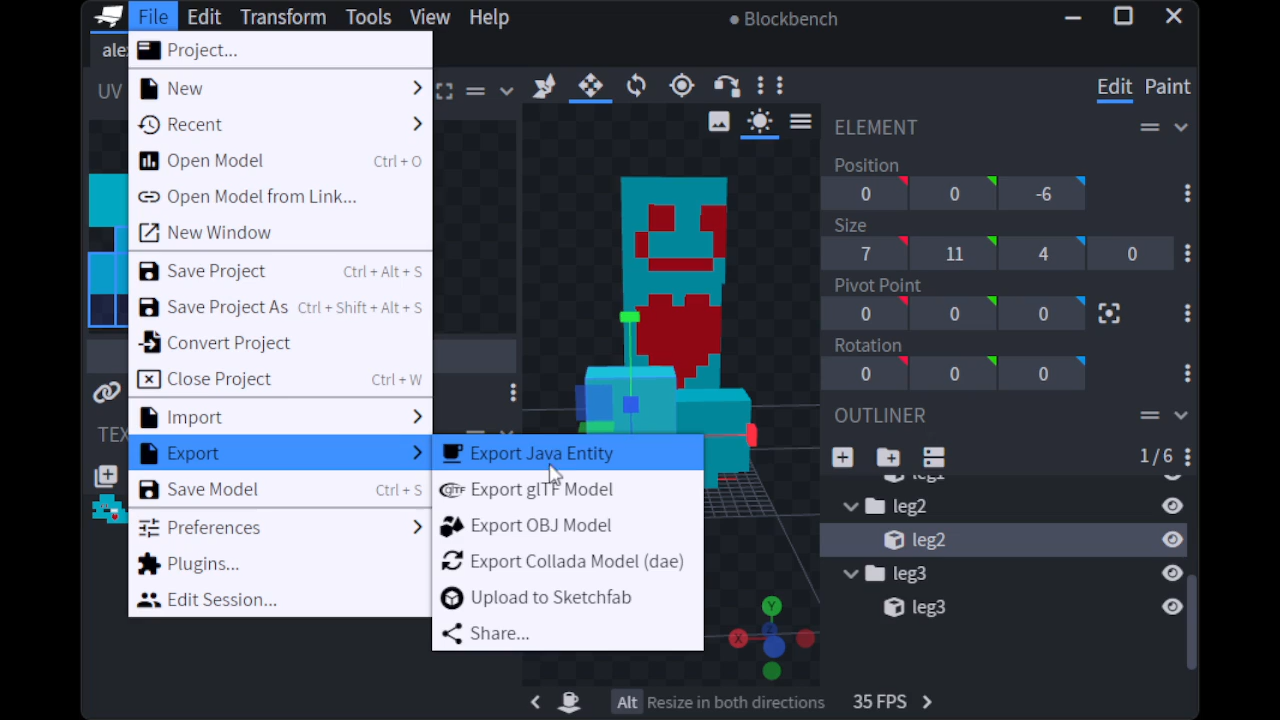 File Edit Transform Tools View Help
● Blockbench
Project...
UV
New
Recent
Open Model Ctrl + O
Open Model from Link...
New Window
Save Project Ctrl + Alt + S
Save Project As Ctrl + Shift + Alt + S
Convert Project
Close Project Ctrl + W
Import
Export
Save Model Ctrl + S
Preferences
Plugins...
Edit Session...
Export Java Entity
Export glTF Model
Export OBJ Model
Export Collada Model (dae)
Upload to Sketchfab
Share...
Edit Paint
ELEMENT
Position
0 0 -6
Size
7 11 4 0
Pivot Point
0 0 0
Rotation
0 0 0
OUTLINER
1 / 6
leg1
leg2
leg2
leg3
leg3
Y
X
Z
Alt Resize in both directions 35 FPS